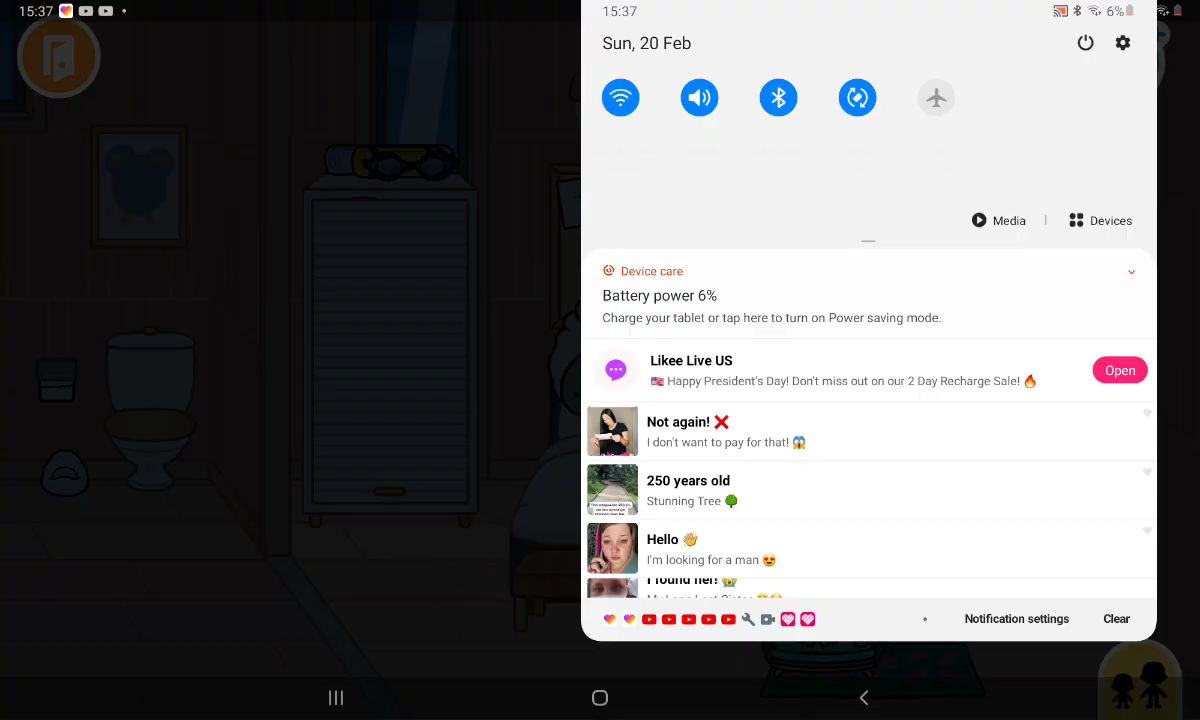 15:37
15:37
6%
Sun, 20 Feb
Media | Devices
Device care
Battery power 6%
Charge your tablet or tap here to turn on Power saving mode.
Likee Live US
🇺🇸 Happy President's Day! Don't miss out on our 2 Day Recharge Sale! 🔥
Open
Not again! ❌
I don't want to pay for that! 😱
250 years old
Stunning Tree 🌳
Hello 👋
I'm looking for a man 😍
I found her! 😭
Notification settings
Clear